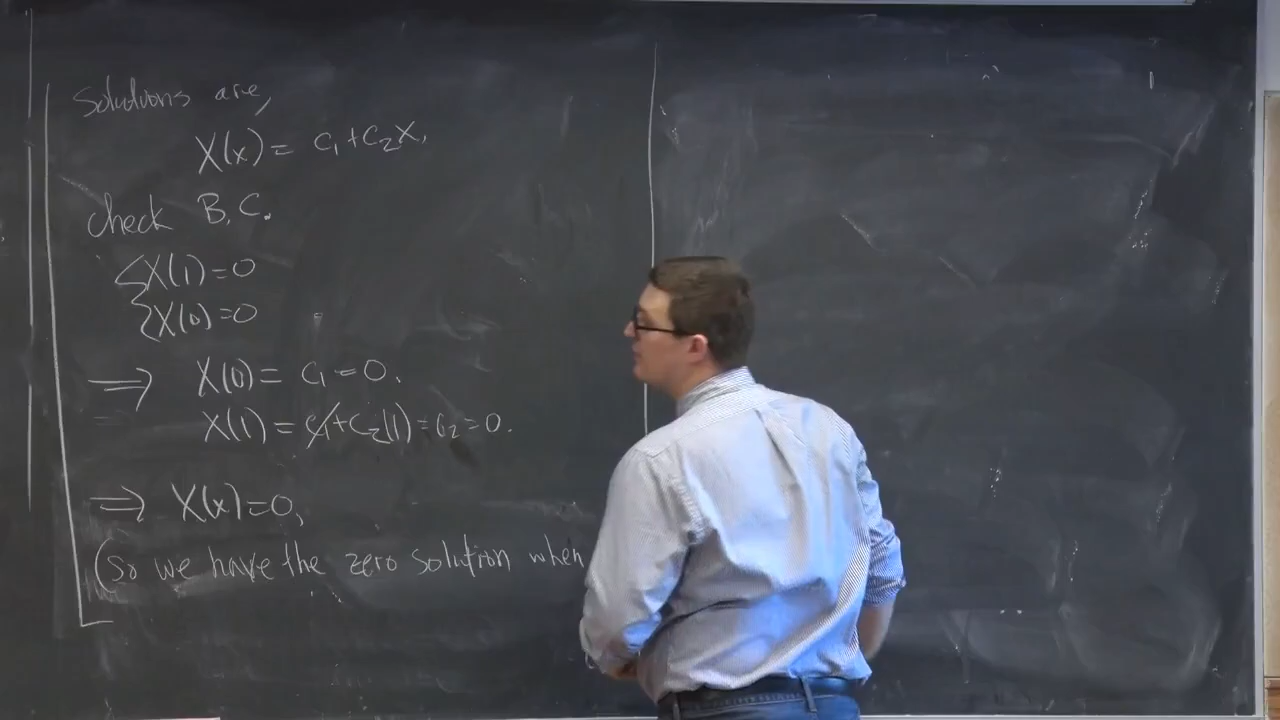 Solutions are,
X(x) = c₁ + c₂x,
check B.C.
X(1) = 0
X(0) = 0
⟹ X(0) = c₁ = 0.
X(1) = c₁ + c₂(1) = c₂ = 0.
⟹ X(x) = 0,
(So we have the zero solution when